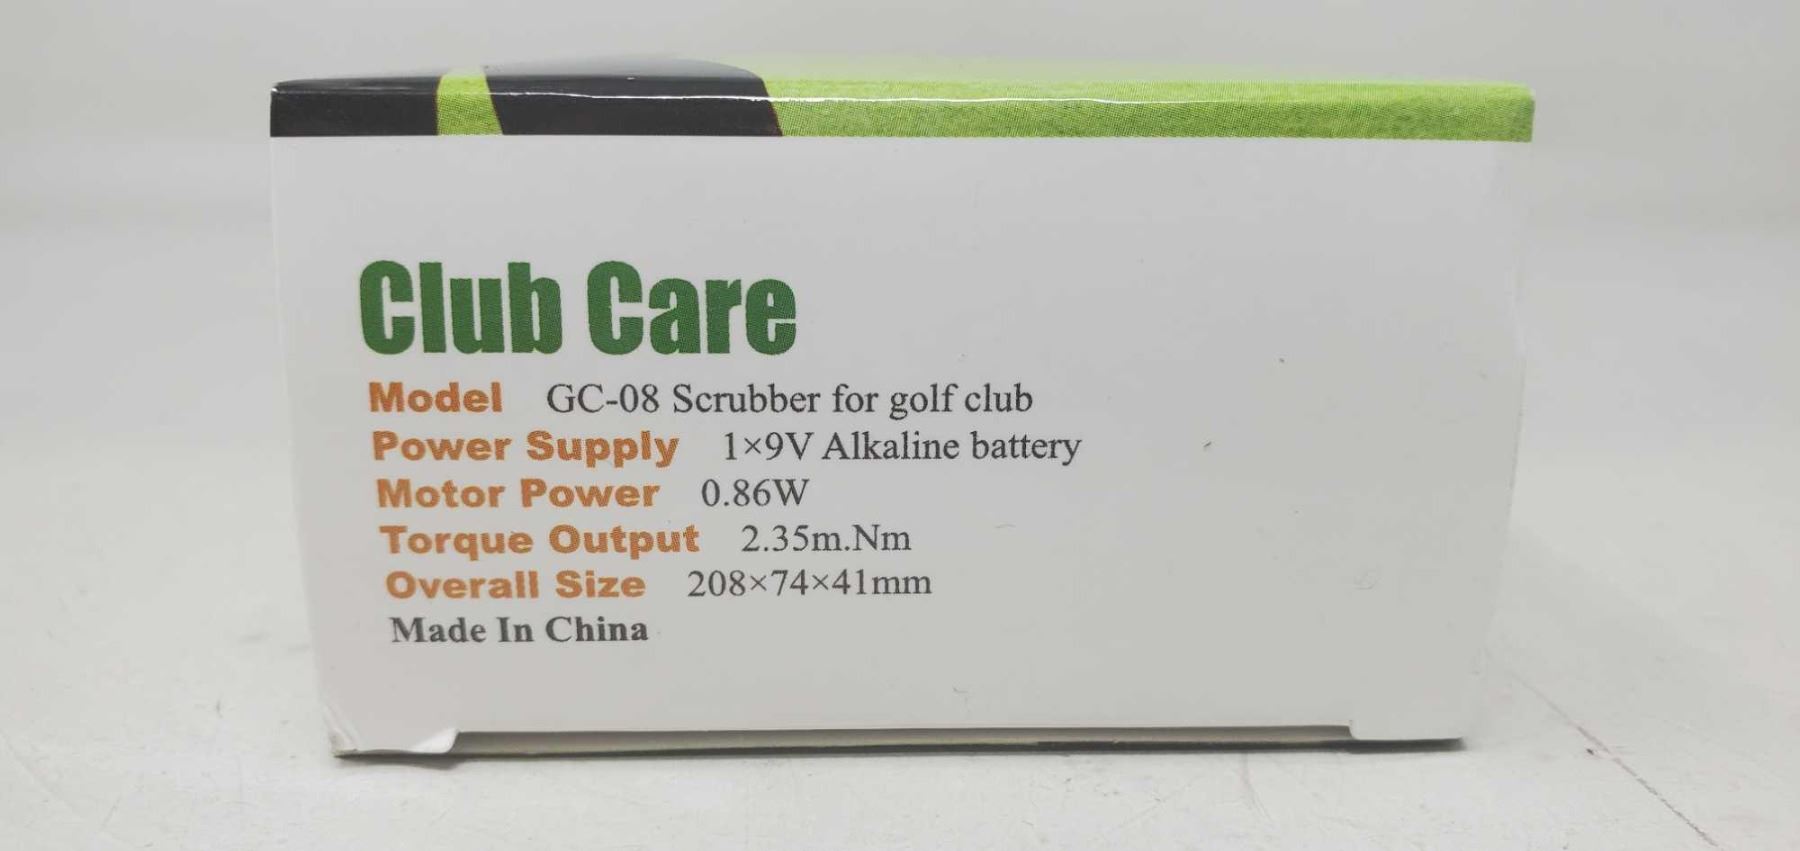 Club Care
Model GC-08 Scrubber for golf club
Power Supply 1×9V Alkaline battery
Motor Power 0.86W
Torque Output 2.35m.Nm
Overall Size 208×74×41mm
Made In China